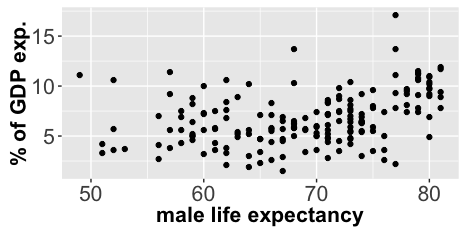 % of GDP exp.
15
10
5
50 60 70 80
male life expectancy